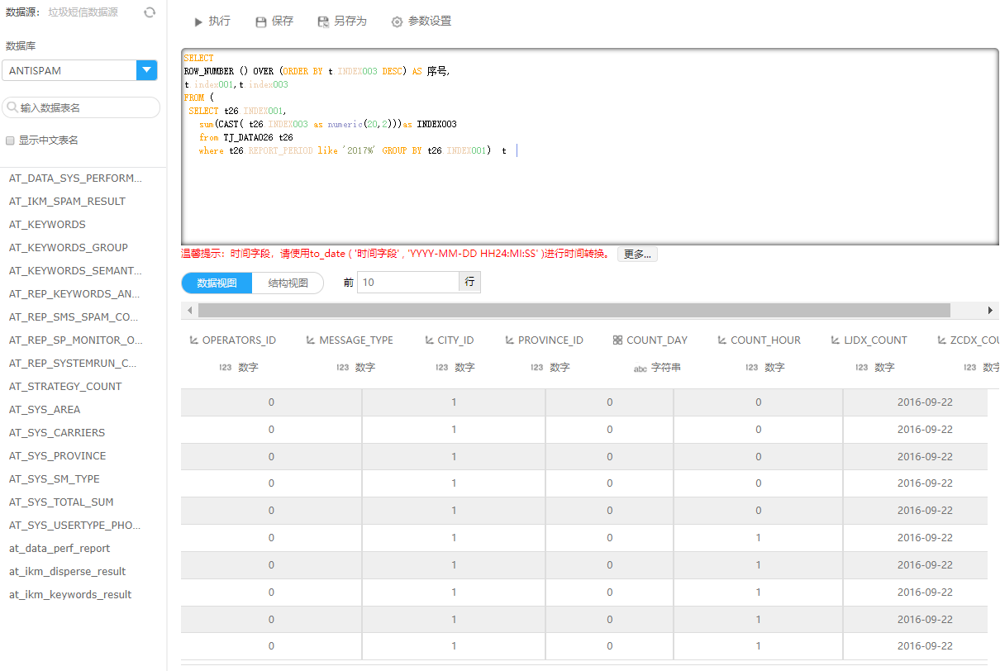 数据源: 垃圾短信数据源
数据库
ANTISPAM
输入数据表名
显示中文表名
AT_DATA_SYS_PERFORM...
AT_IKM_SPAM_RESULT
AT_KEYWORDS
AT_KEYWORDS_GROUP
AT_KEYWORDS_SEMANT...
AT_REP_KEYWORDS_AN...
AT_REP_SMS_SPAM_CO...
AT_REP_SP_MONITOR_O...
AT_REP_SYSTEMRUN_C...
AT_STRATEGY_COUNT
AT_SYS_AREA
AT_SYS_CARRIERS
AT_SYS_PROVINCE
AT_SYS_SM_TYPE
AT_SYS_TOTAL_SUM
AT_SYS_USERTYPE_PHO...
at_data_perf_report
at_ikm_disperse_result
at_ikm_keywords_result
执行 保存 另存为 参数设置
SELECT
ROW_NUMBER () OVER (ORDER BY t.INDEX003 DESC) AS 序号,
t.index001,t.index003
FROM (
SELECT t26.INDEX001,
sum(CAST( t26.INDEX003 as numeric(20,2)))as INDEX003
from TJ_DATA026 t26
where t26.REPORT_PERIOD like '2017%' GROUP BY t26.INDEX001) t
温馨提示: 时间字段, 请使用to_date ( '时间字段' , 'YYYY-MM-DD HH24:MI:SS' )进行时间转换。 更多...
数据视图 结构视图 前 10 行
OPERATORS_ID MESSAGE_TYPE CITY_ID PROVINCE_ID COUNT_DAY COUNT_HOUR LJDX_COUNT ZCDX_COU
123 数字 123 数字 123 数字 123 数字 abc 字符串 123 数字 123 数字 123 数字
0 1 0 0 2016-09-22
0 1 0 0 2016-09-22
0 1 0 0 2016-09-22
0 1 0 0 2016-09-22
0 1 0 0 2016-09-22
0 1 0 1 2016-09-22
0 1 0 1 2016-09-22
0 1 0 1 2016-09-22
0 1 0 1 2016-09-22
0 1 0 1 2016-09-22